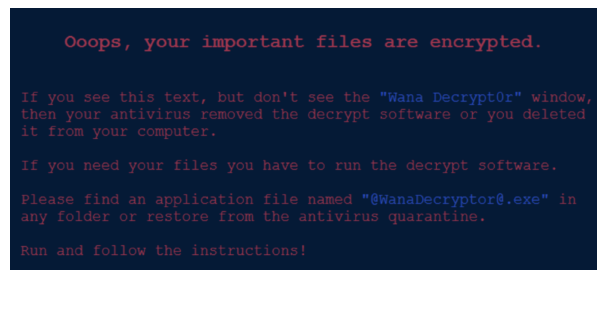 Ooops, your important files are encrypted.
If you see this text, but don't see the "Wana Decrypt0r" window,
then your antivirus removed the decrypt software or you deleted
it from your computer.
If you need your files you have to run the decrypt software.
Please find an application file named "@WanaDecryptor@.exe" in
any folder or restore from the antivirus quarantine.
Run and follow the instructions!